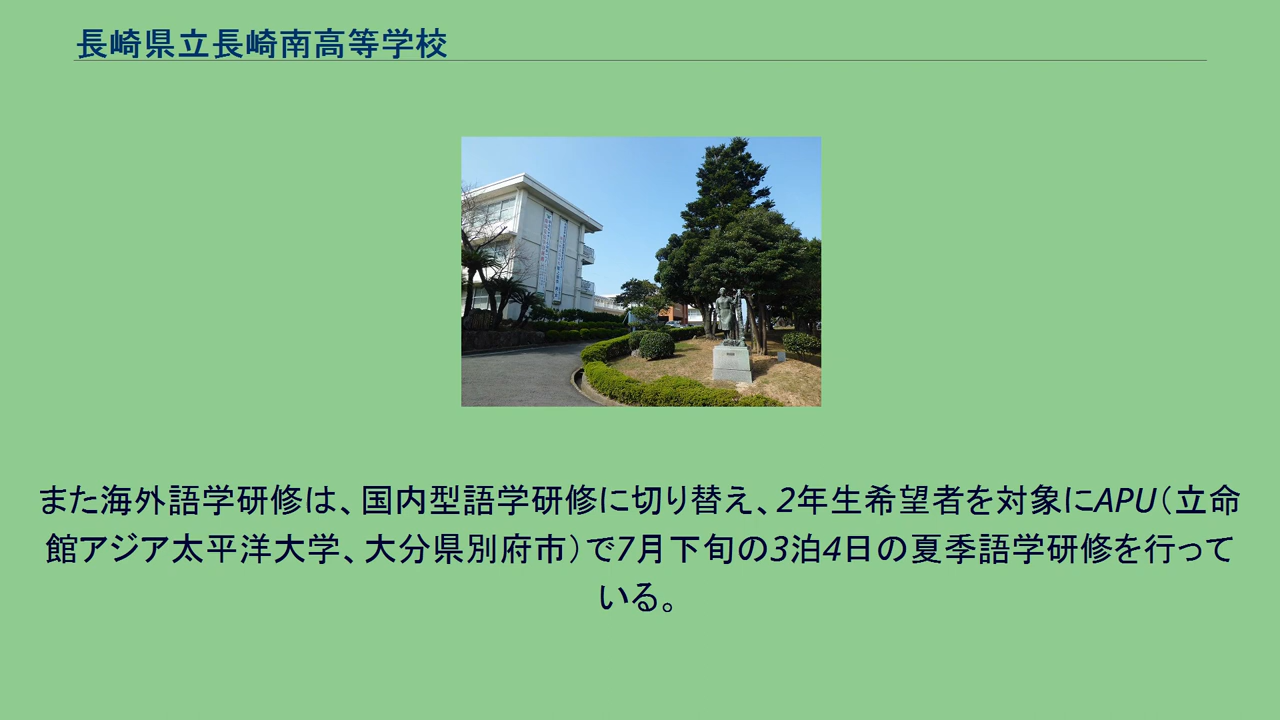 長崎県立長崎南高等学校
また海外語学研修は、国内型語学研修に切り替え、2年生希望者を対象にAPU（立命
館アジア太平洋大学、大分県別府市）で7月下旬の3泊4日の夏季語学研修を行って
いる。